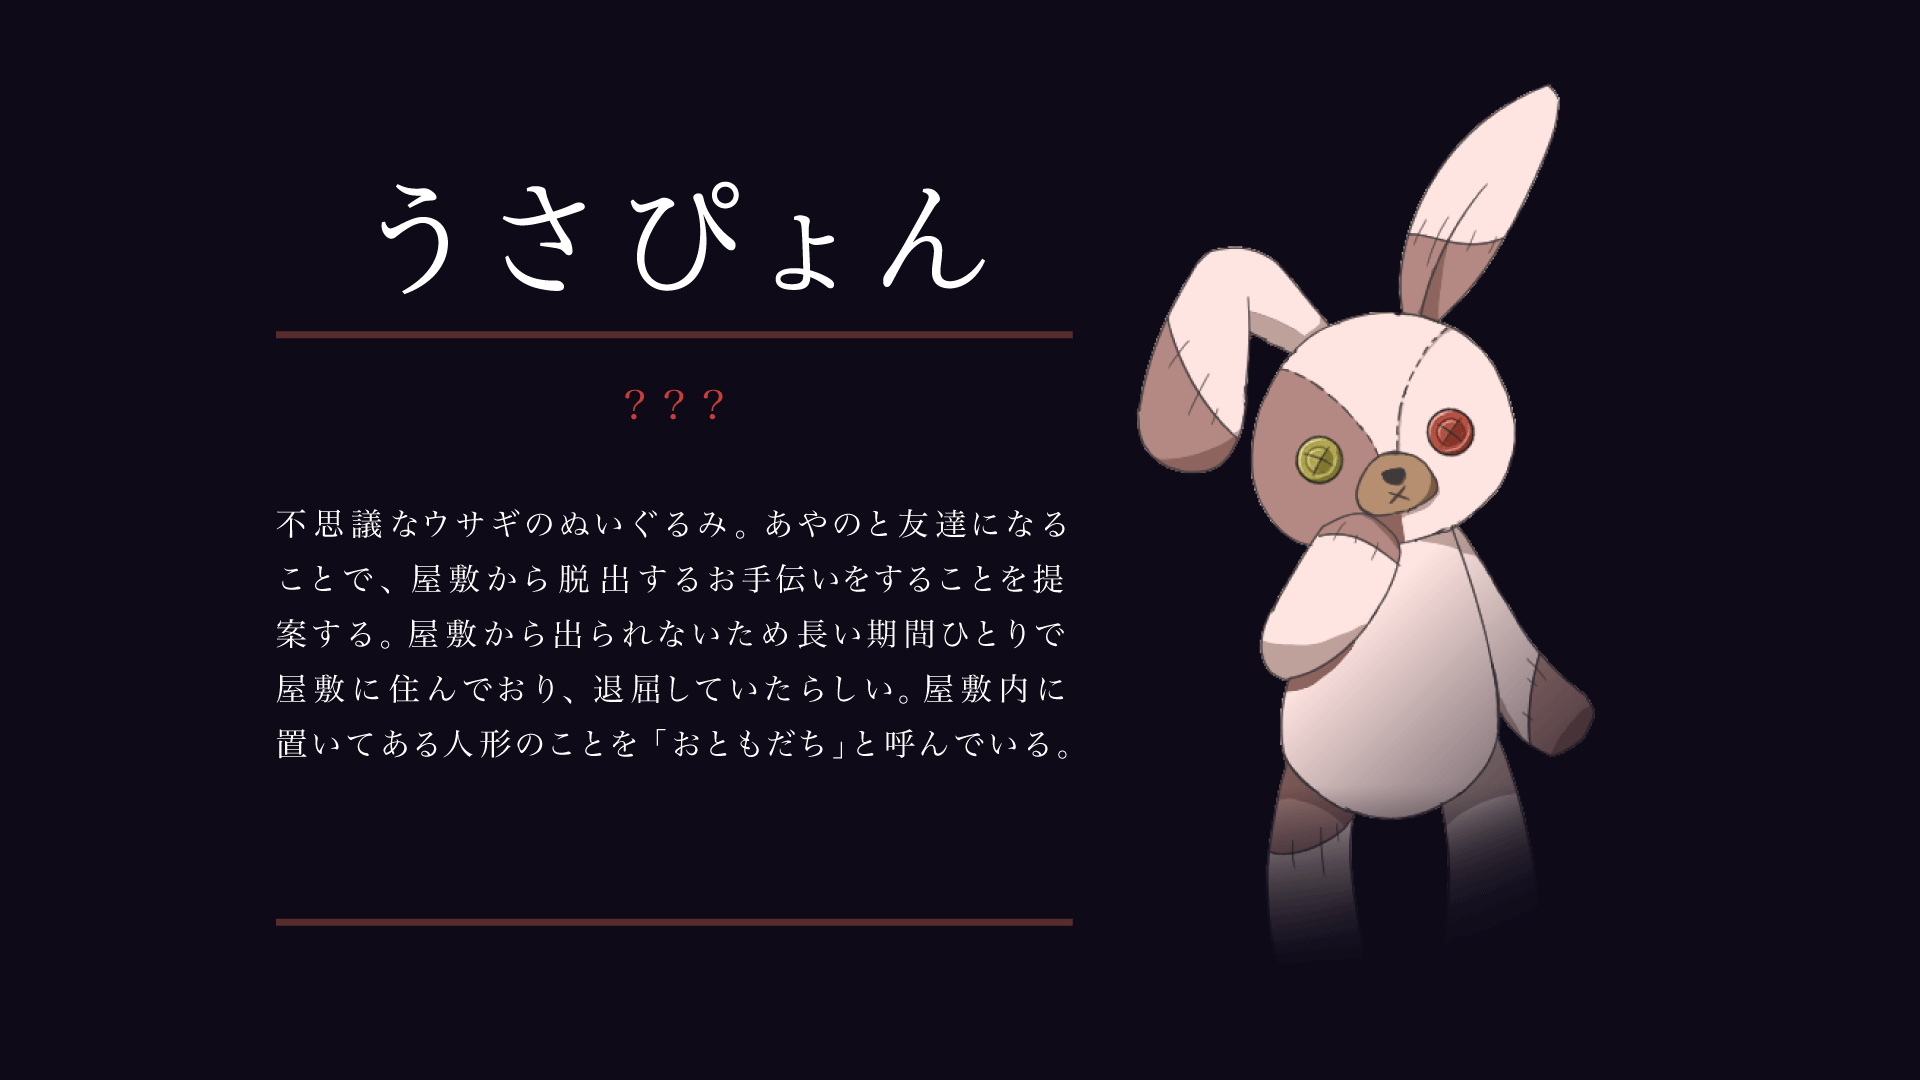 うさぴょん
？？？
不思議なウサギのぬいぐるみ。あやのと友達になる
ことで、屋敷から脱出するお手伝いをすることを提
案する。屋敷から出られないため長い期間ひとりで
屋敷に住んでおり、退屈していたらしい。屋敷内に
置いてある人形のことを「おともだち」と呼んでいる。